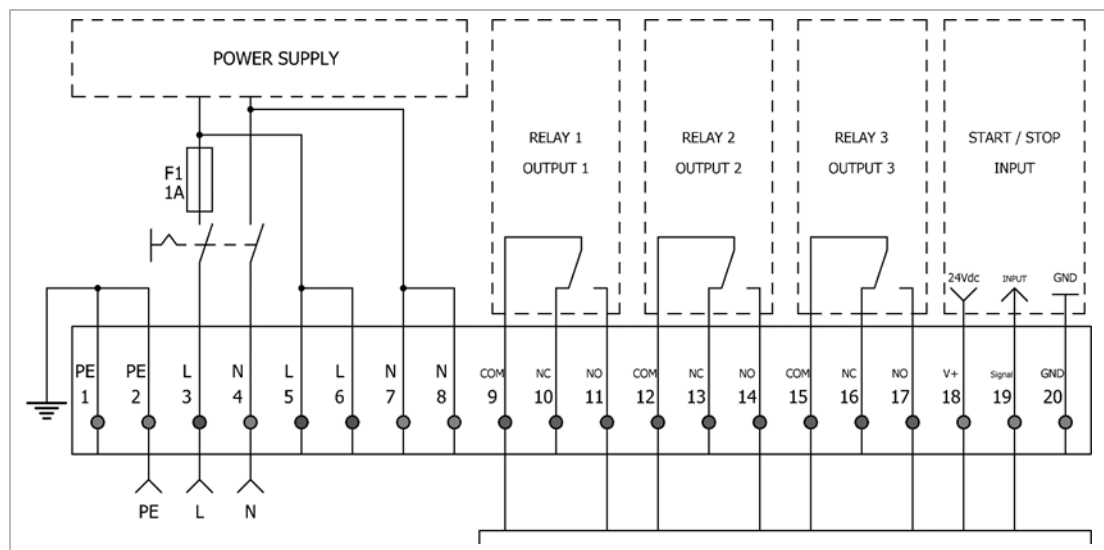 POWER SUPPLY
RELAY 1
OUTPUT 1
RELAY 2
OUTPUT 2
RELAY 3
OUTPUT 3
START / STOP
INPUT
F1
1A
24Vdc
INPUT
GND
PE
1
PE
2
L
3
N
4
L
5
L
6
N
7
N
8
COM
9
NC
10
NO
11
COM
12
NC
13
NO
14
COM
15
NC
16
NO
17
V+
18
Signal
19
GND
20
PE
L
N